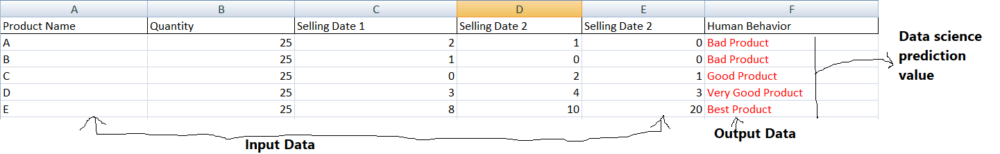 A B C D E F
Product Name Quantity Selling Date 1 Selling Date 2 Selling Date 2 Human Behavior
A 25 2 1 0 Bad Product
B 25 1 0 0 Bad Product
C 25 0 2 1 Good Product
D 25 3 4 3 Very Good Product
E 25 8 10 20 Best Product
Data science
prediction
value
Input Data
Output Data